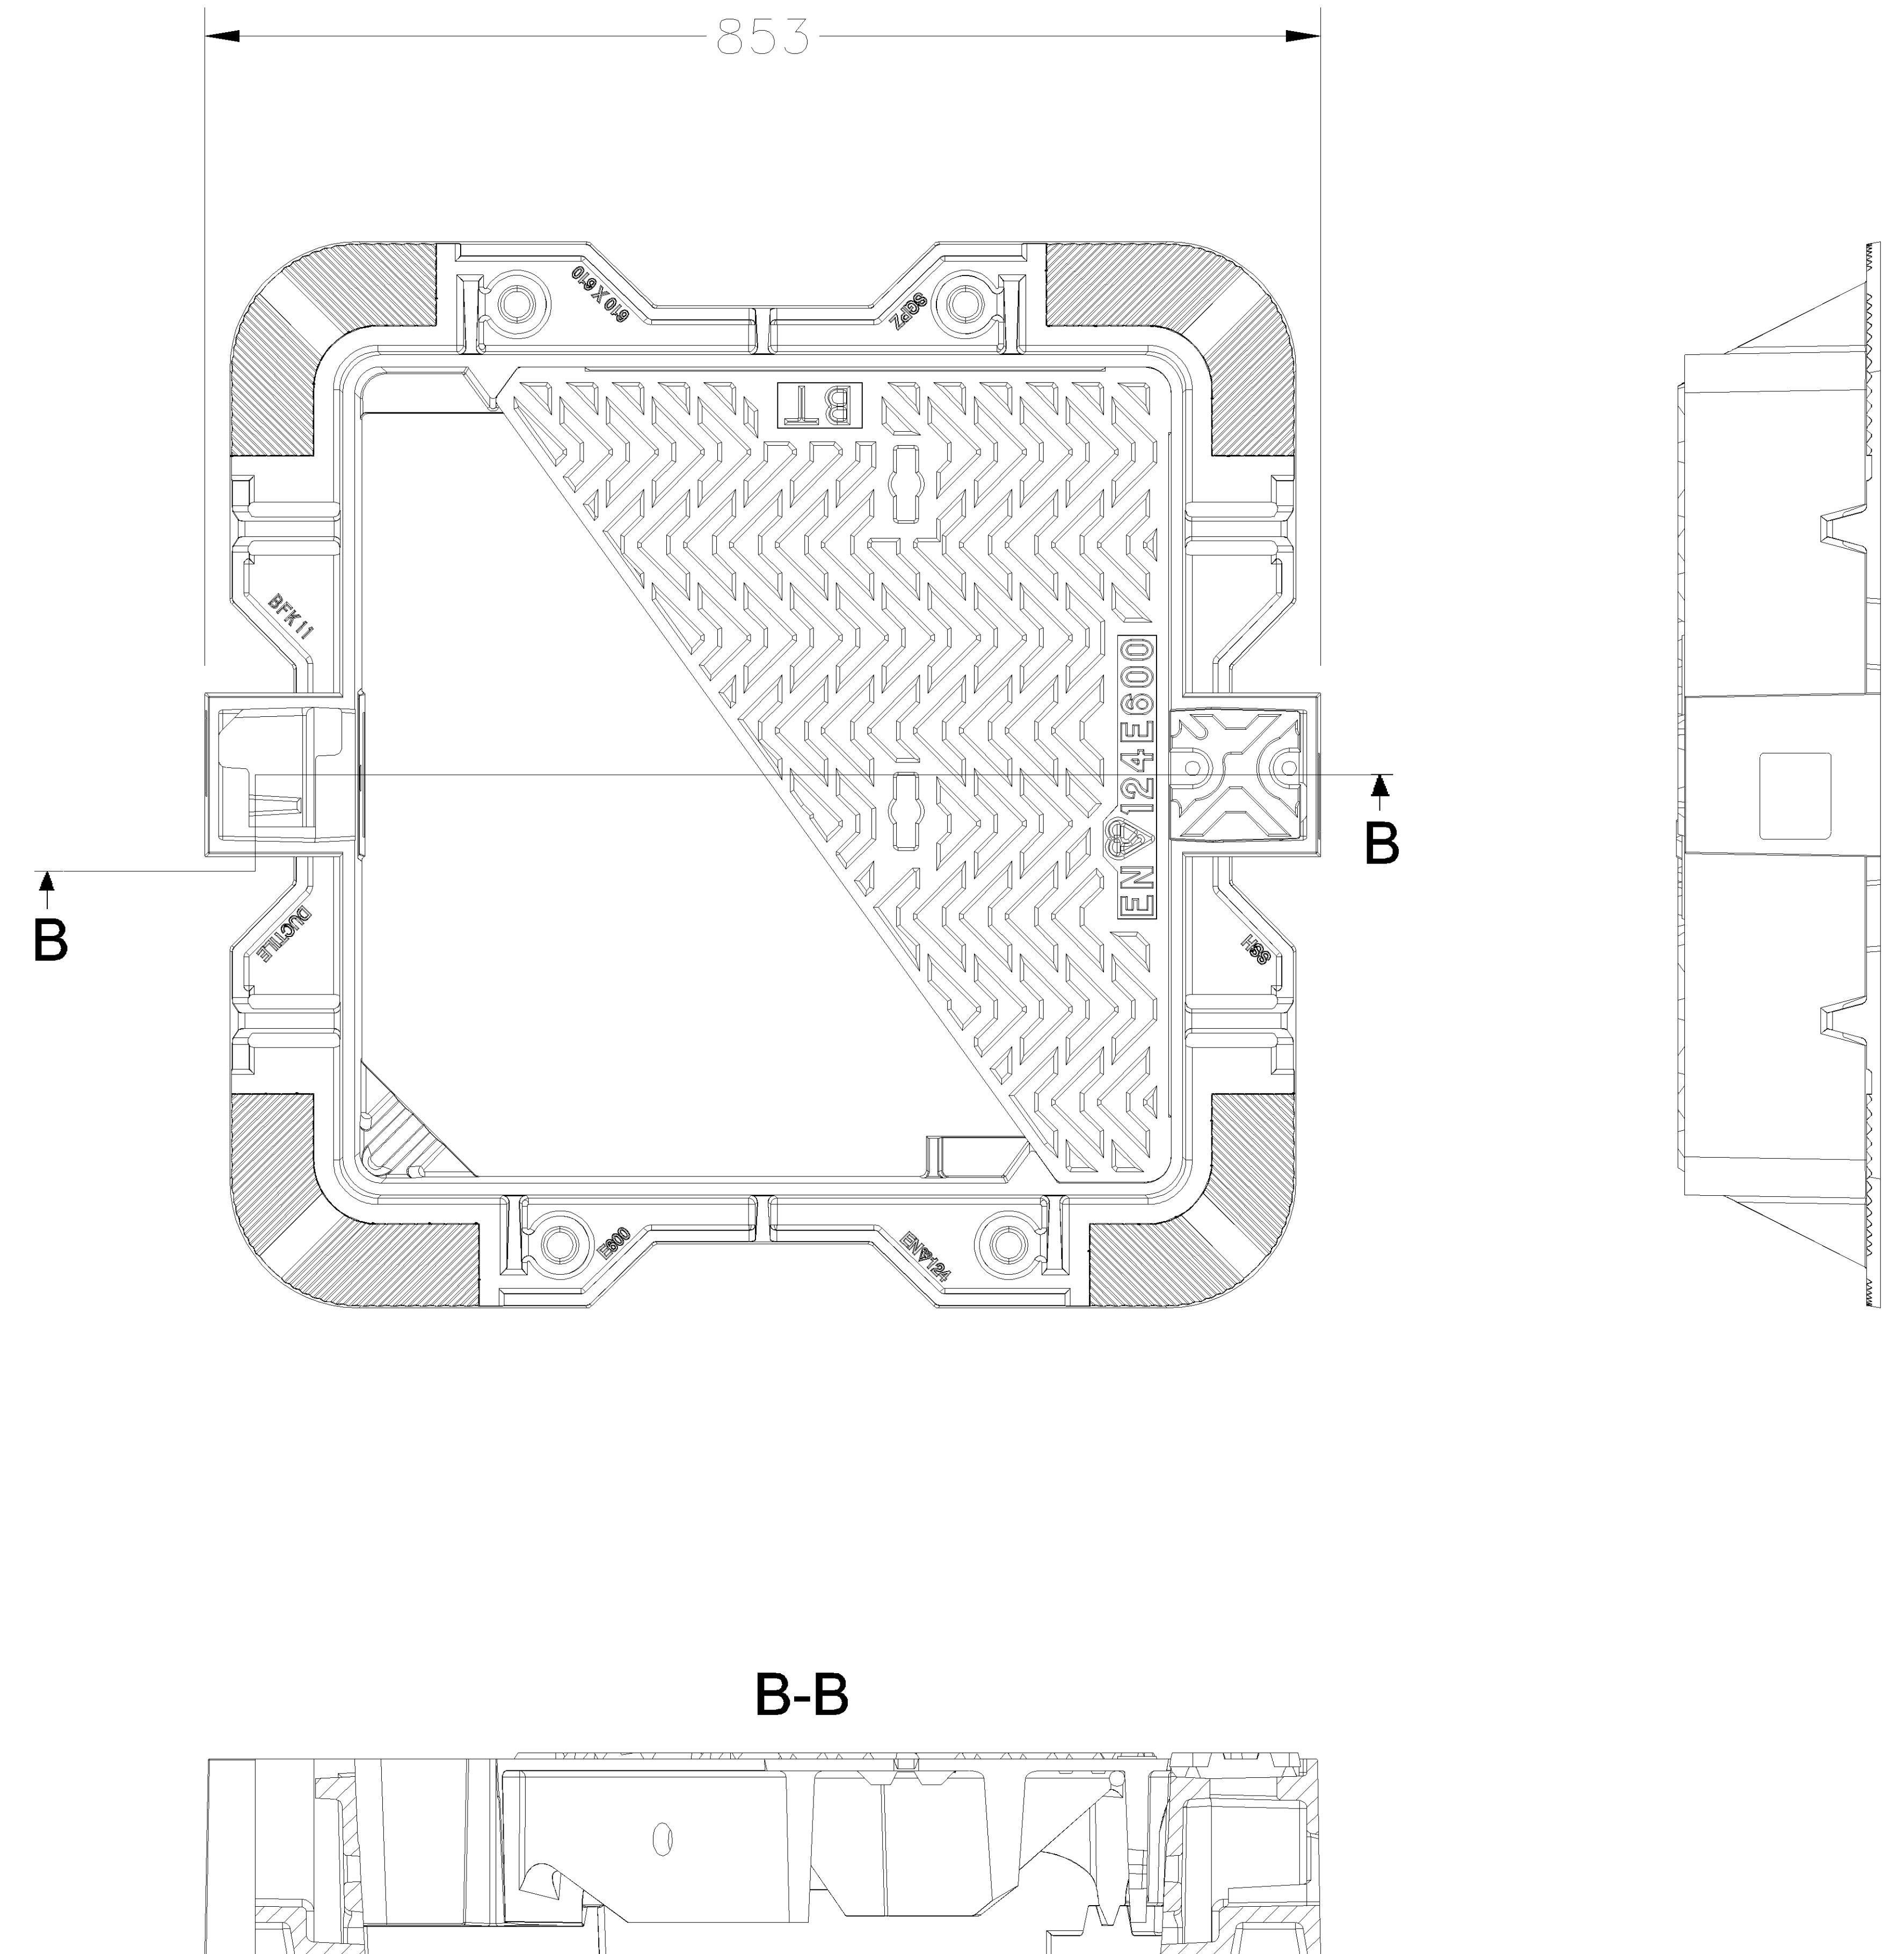 853
610 X 610
SGPZ
BT
BFK11
EN 124 E600
B
B
DUCTILE
SSH
E600
EN 124
B-B